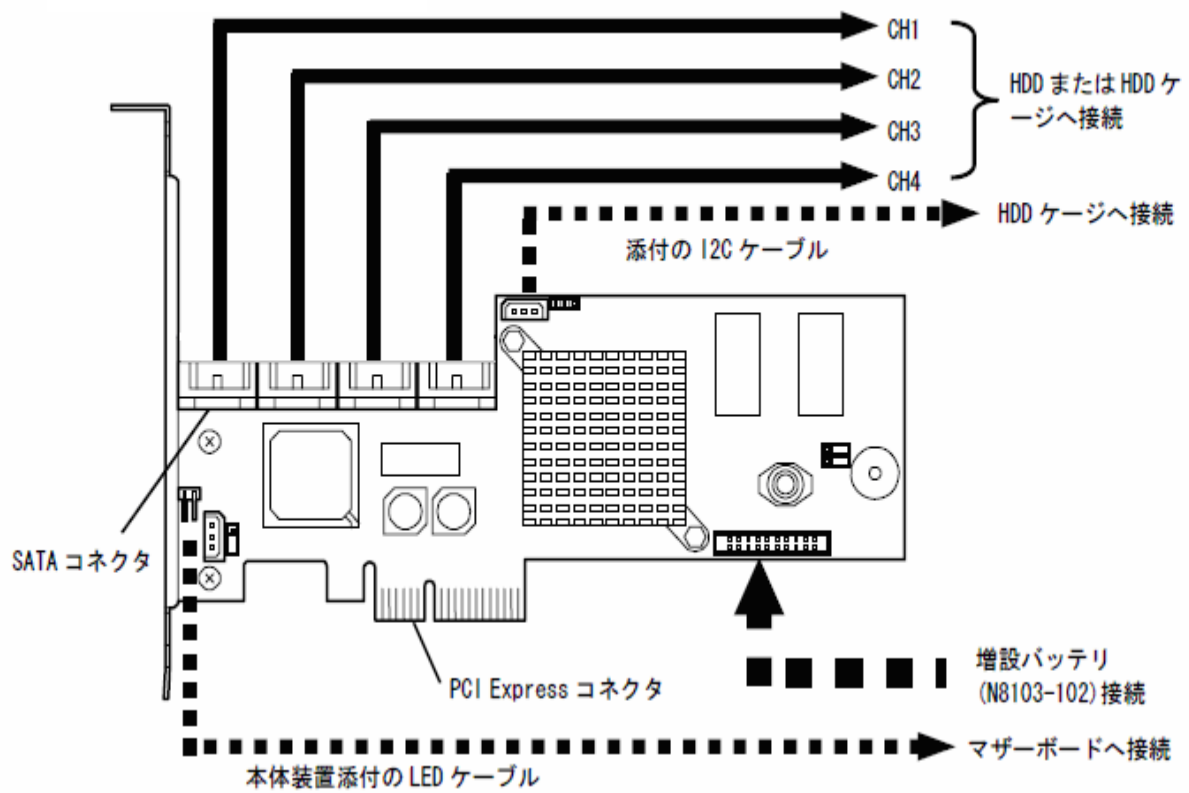 CH1
CH2
CH3
CH4
HDD または HDD ケ
ージへ接続
HDD ケージへ接続
添付の I2C ケーブル
SATA コネクタ
PCI Express コネクタ
増設バッテリ
(N8103-102)接続
マザーボードへ接続
本体装置添付の LED ケーブル